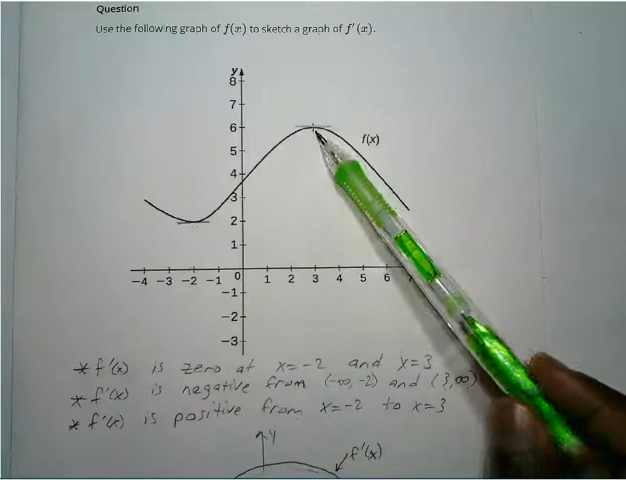 Question
Use the following graph of f(x) to sketch a graph of f′(x).
y
8
7
6
f(x)
5
4
3
2
1
-4 -3 -2 -1 0 1 2 3 4 5 6 7
-1
-2
-3
* f'(x) is zero at x=-2 and x=3
* f'(x) is negative from (-∞,-2) and (3,∞)
* f'(x) is positive from x=-2 to x=3
y
f'(x)